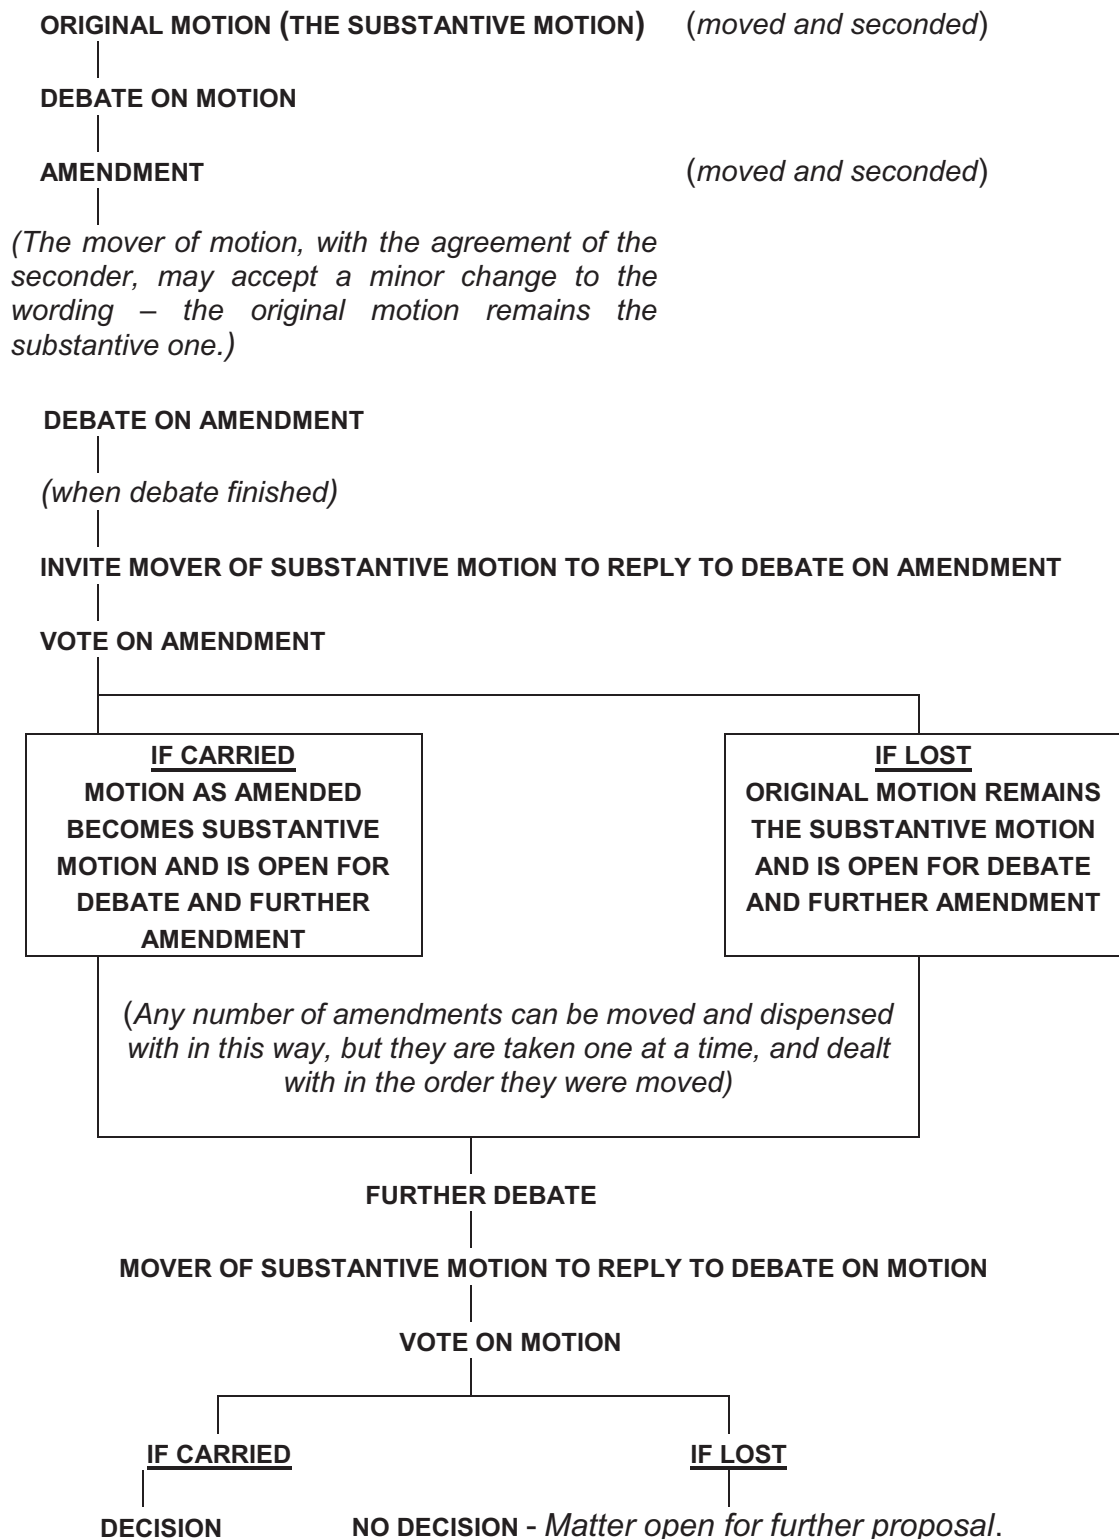 ORIGINAL MOTION (THE SUBSTANTIVE MOTION) (moved and seconded)
DEBATE ON MOTION
AMENDMENT (moved and seconded)
(The mover of motion, with the agreement of the
seconder, may accept a minor change to the
wording – the original motion remains the
substantive one.)
DEBATE ON AMENDMENT
(when debate finished)
INVITE MOVER OF SUBSTANTIVE MOTION TO REPLY TO DEBATE ON AMENDMENT
VOTE ON AMENDMENT
IF CARRIED
MOTION AS AMENDED
BECOMES SUBSTANTIVE
MOTION AND IS OPEN FOR
DEBATE AND FURTHER
AMENDMENT
IF LOST
ORIGINAL MOTION REMAINS
THE SUBSTANTIVE MOTION
AND IS OPEN FOR DEBATE
AND FURTHER AMENDMENT
(Any number of amendments can be moved and dispensed
with in this way, but they are taken one at a time, and dealt
with in the order they were moved)
FURTHER DEBATE
MOVER OF SUBSTANTIVE MOTION TO REPLY TO DEBATE ON MOTION
VOTE ON MOTION
IF CARRIED
DECISION
IF LOST
NO DECISION - Matter open for further proposal.